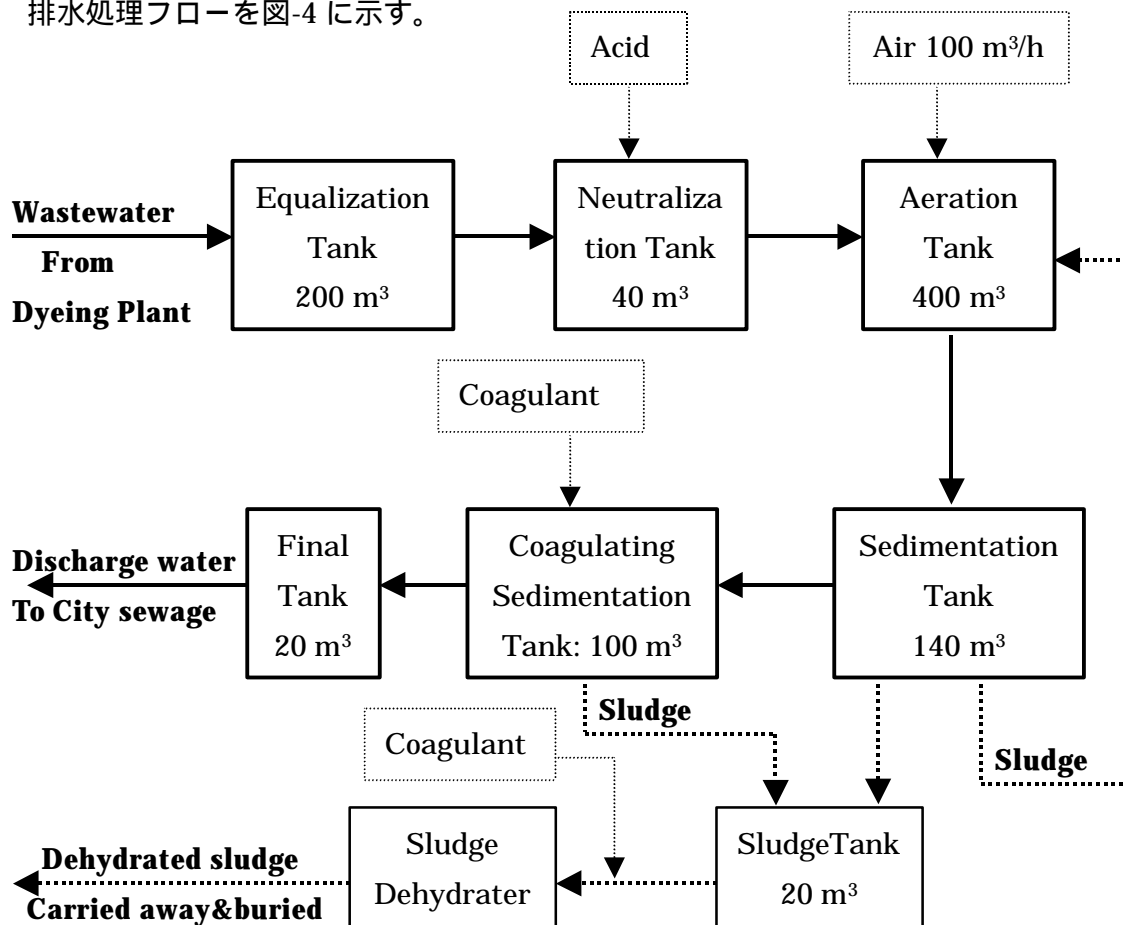 排水処理フローを図-4 に示す。
Acid
Air 100 m³/h
Wastewater
From
Dyeing Plant
Equalization
Tank
200 m³
Neutraliza
tion Tank
40 m³
Aeration
Tank
400 m³
Coagulant
Discharge water
To City sewage
Final
Tank
20 m³
Coagulating
Sedimentation
Tank: 100 m³
Sedimentation
Tank
140 m³
Sludge
Coagulant
Sludge
Dehydrated sludge
Carried away&buried
Sludge
Dehydrater
SludgeTank
20 m³